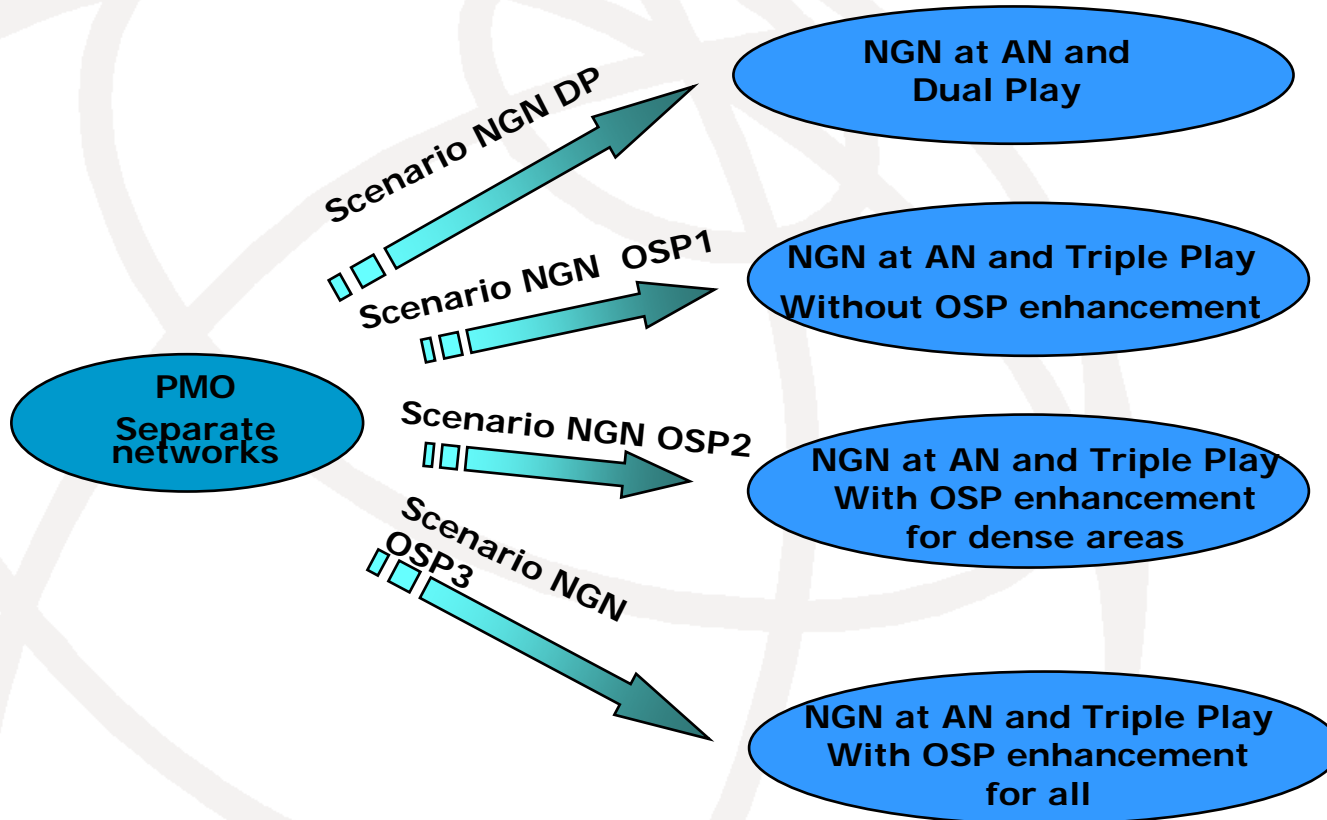 NGN at AN and
Dual Play
Scenario NGN DP
NGN at AN and Triple Play
Without OSP enhancement
Scenario NGN OSP1
PMO
Separate
networks
Scenario NGN OSP2
NGN at AN and Triple Play
With OSP enhancement
for dense areas
Scenario NGN
OSP3
NGN at AN and Triple Play
With OSP enhancement
for all